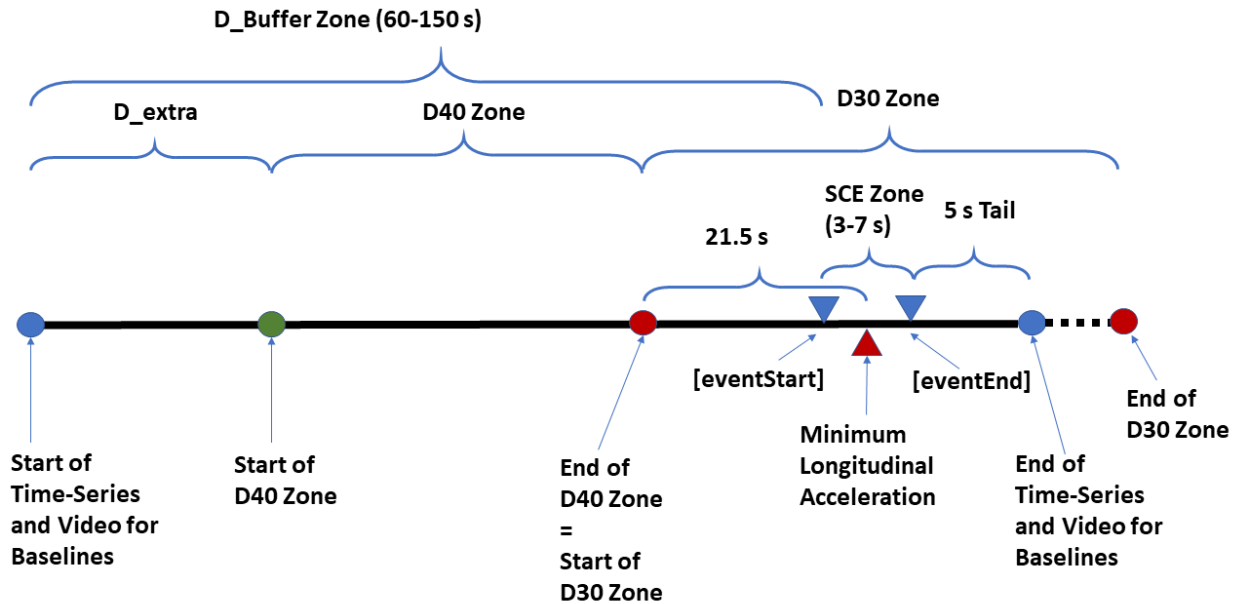 D_Buffer Zone (60-150 s)
D_extra
D40 Zone
D30 Zone
SCE Zone
(3-7 s)
5 s Tail
21.5 s
[eventStart]
[eventEnd]
Start of
Time-Series
and Video for
Baselines
Start of
D40 Zone
End of
D40 Zone
=
Start of
D30 Zone
Minimum
Longitudinal
Acceleration
End of
Time-Series
and Video for
Baselines
End of
D30 Zone